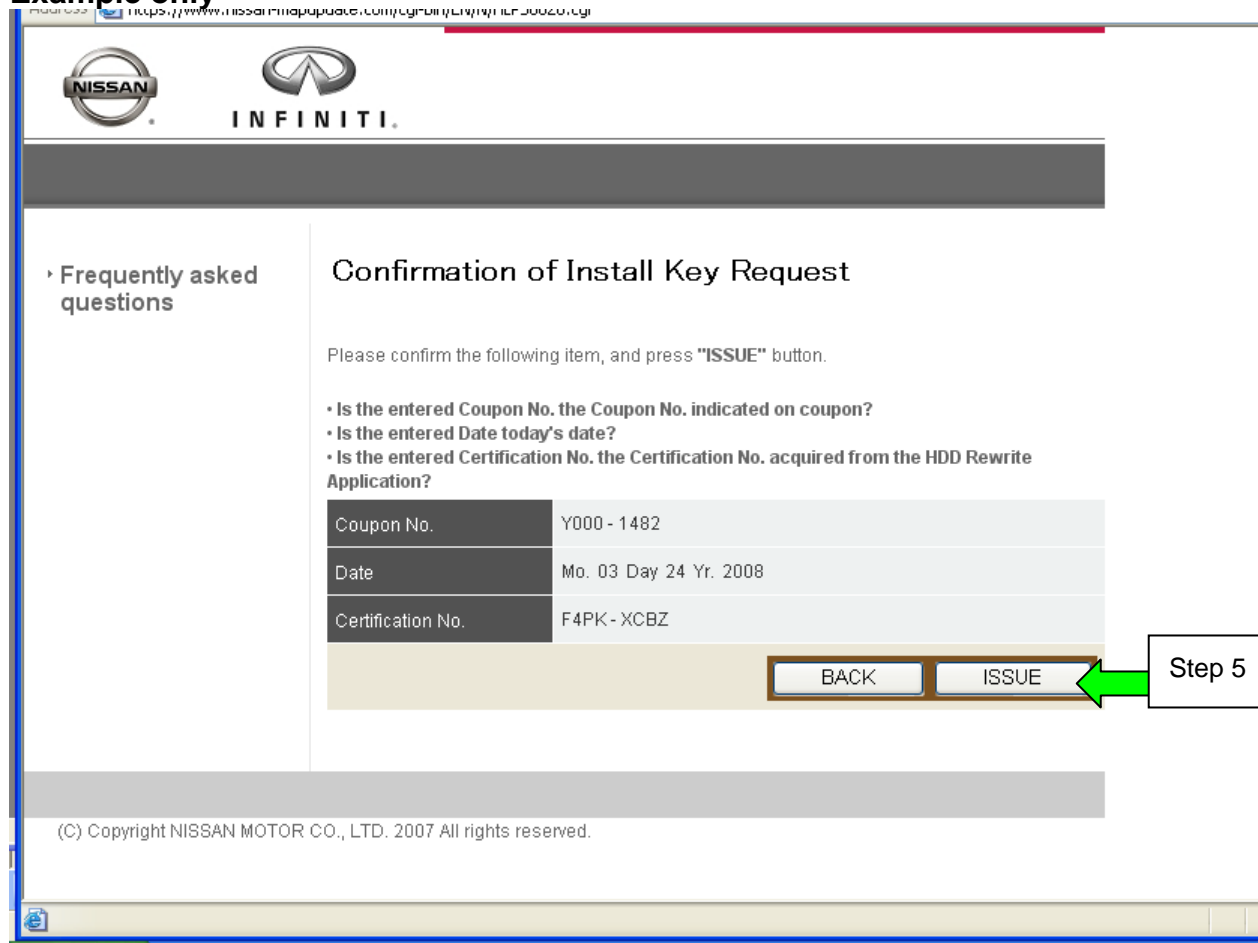 Example only
NISSAN
INFINITI.
Frequently asked
questions
Confirmation of Install Key Request
Please confirm the following item, and press "ISSUE" button.
• Is the entered Coupon No. the Coupon No. indicated on coupon?
• Is the entered Date today's date?
• Is the entered Certification No. the Certification No. acquired from the HDD Rewrite
Application?
Coupon No. Y000 - 1482
Date Mo. 03 Day 24 Yr. 2008
Certification No. F4PK - XCBZ
BACK ISSUE
Step 5
(C) Copyright NISSAN MOTOR CO., LTD. 2007 All rights reserved.